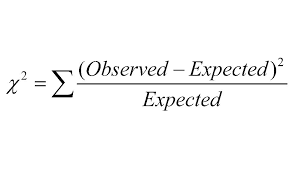 χ² = ∑ (Observed – Expected)² / Expected